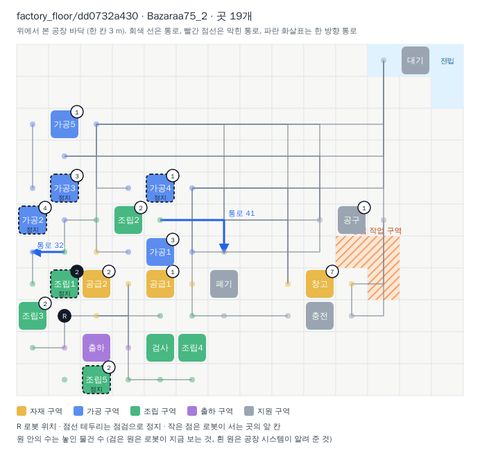 factory_floor/dd0732a430 · Bazaraa75_2 · 곳 19개
위에서 본 공장 바닥 (한 칸 3 m). 회색 선은 통로, 빨간 점선은 막힌 통로, 파란 화살표는 한 방향 통로
대기
진입
가공5
1
가공3
정지
3
가공4
정지
1
가공2
정지
4
조립2
2
통로 41
공구
1
작업 구역
통로 32
가공1
3
조립1
정지
2
공급2
2
공급1
1
폐기
창고
7
조립3
2
R
충전
출하
검사
조립4
조립5
정지
2
자재 구역
가공 구역
조립 구역
출하 구역
지원 구역
R 로봇 위치 · 점선 테두리는 점검으로 정지 · 작은 점은 로봇이 서는 곳의 앞 칸
원 안의 수는 놓인 물건 수 (검은 원은 로봇이 지금 보는 것, 흰 원은 공장 시스템이 알려 준 것)